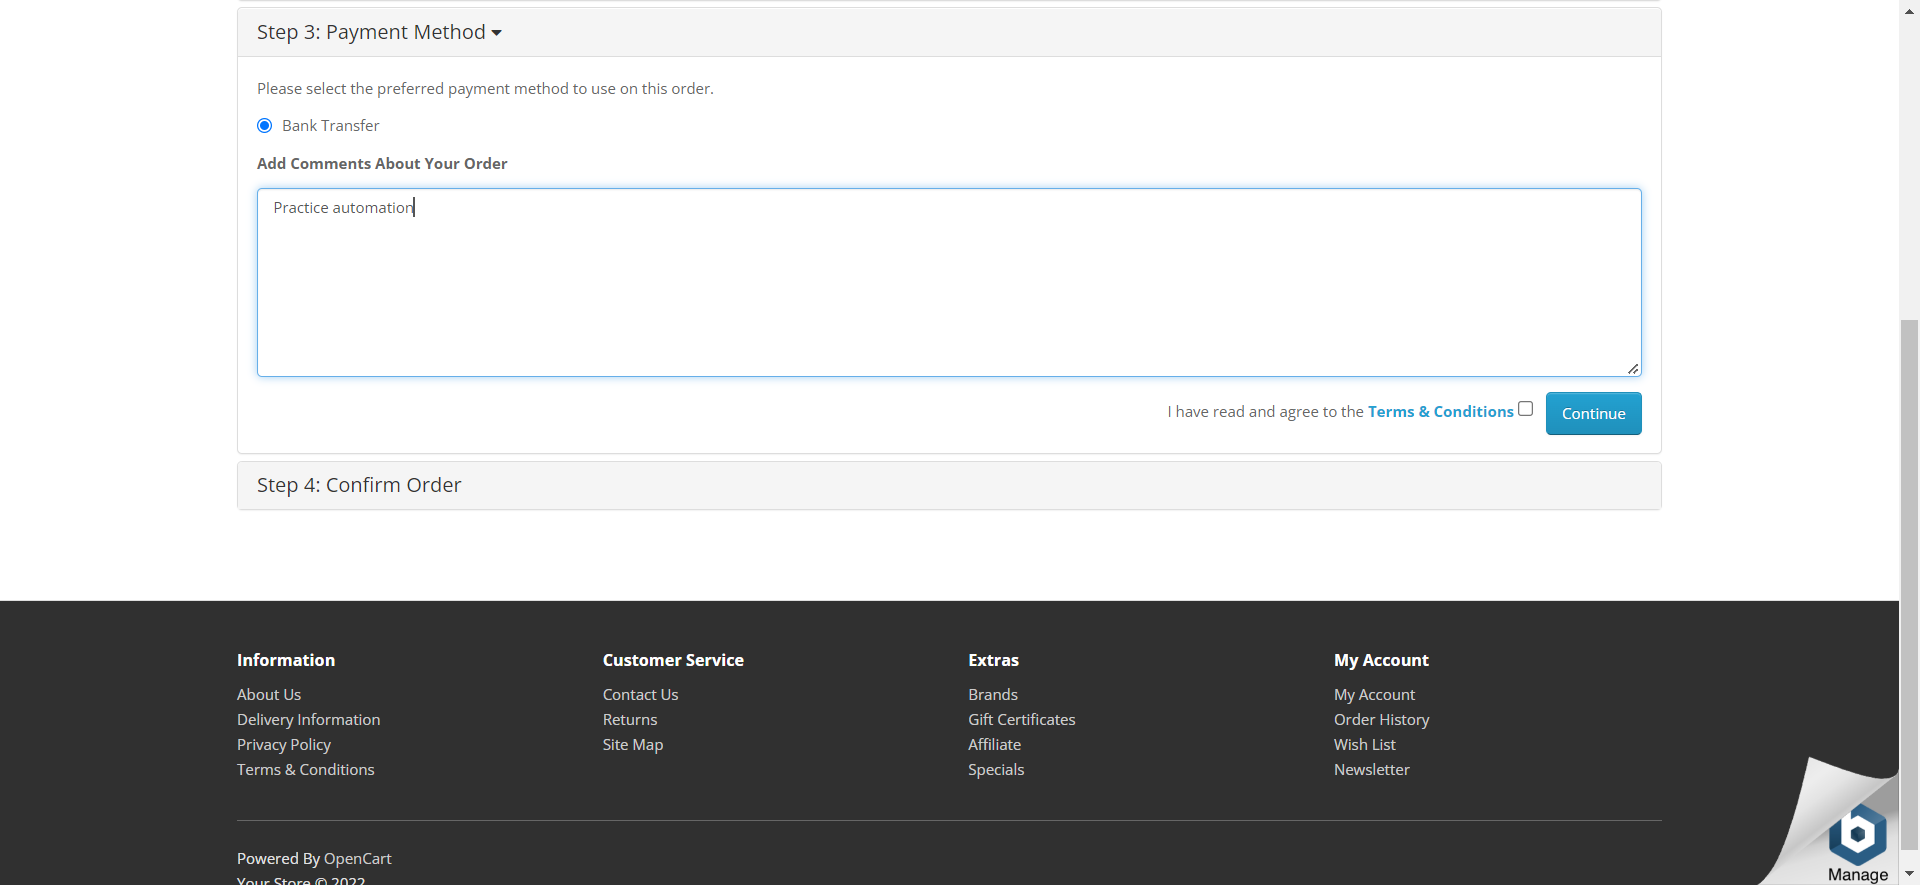 Step 3: Payment Method
Please select the preferred payment method to use on this order.
Bank Transfer
Add Comments About Your Order
Practice automation
I have read and agree to the Terms & Conditions
Continue
Step 4: Confirm Order
Information
About Us
Delivery Information
Privacy Policy
Terms & Conditions
Customer Service
Contact Us
Returns
Site Map
Extras
Brands
Gift Certificates
Affiliate
Specials
My Account
My Account
Order History
Wish List
Newsletter
Powered By OpenCart
Your Store © 2022
Manage